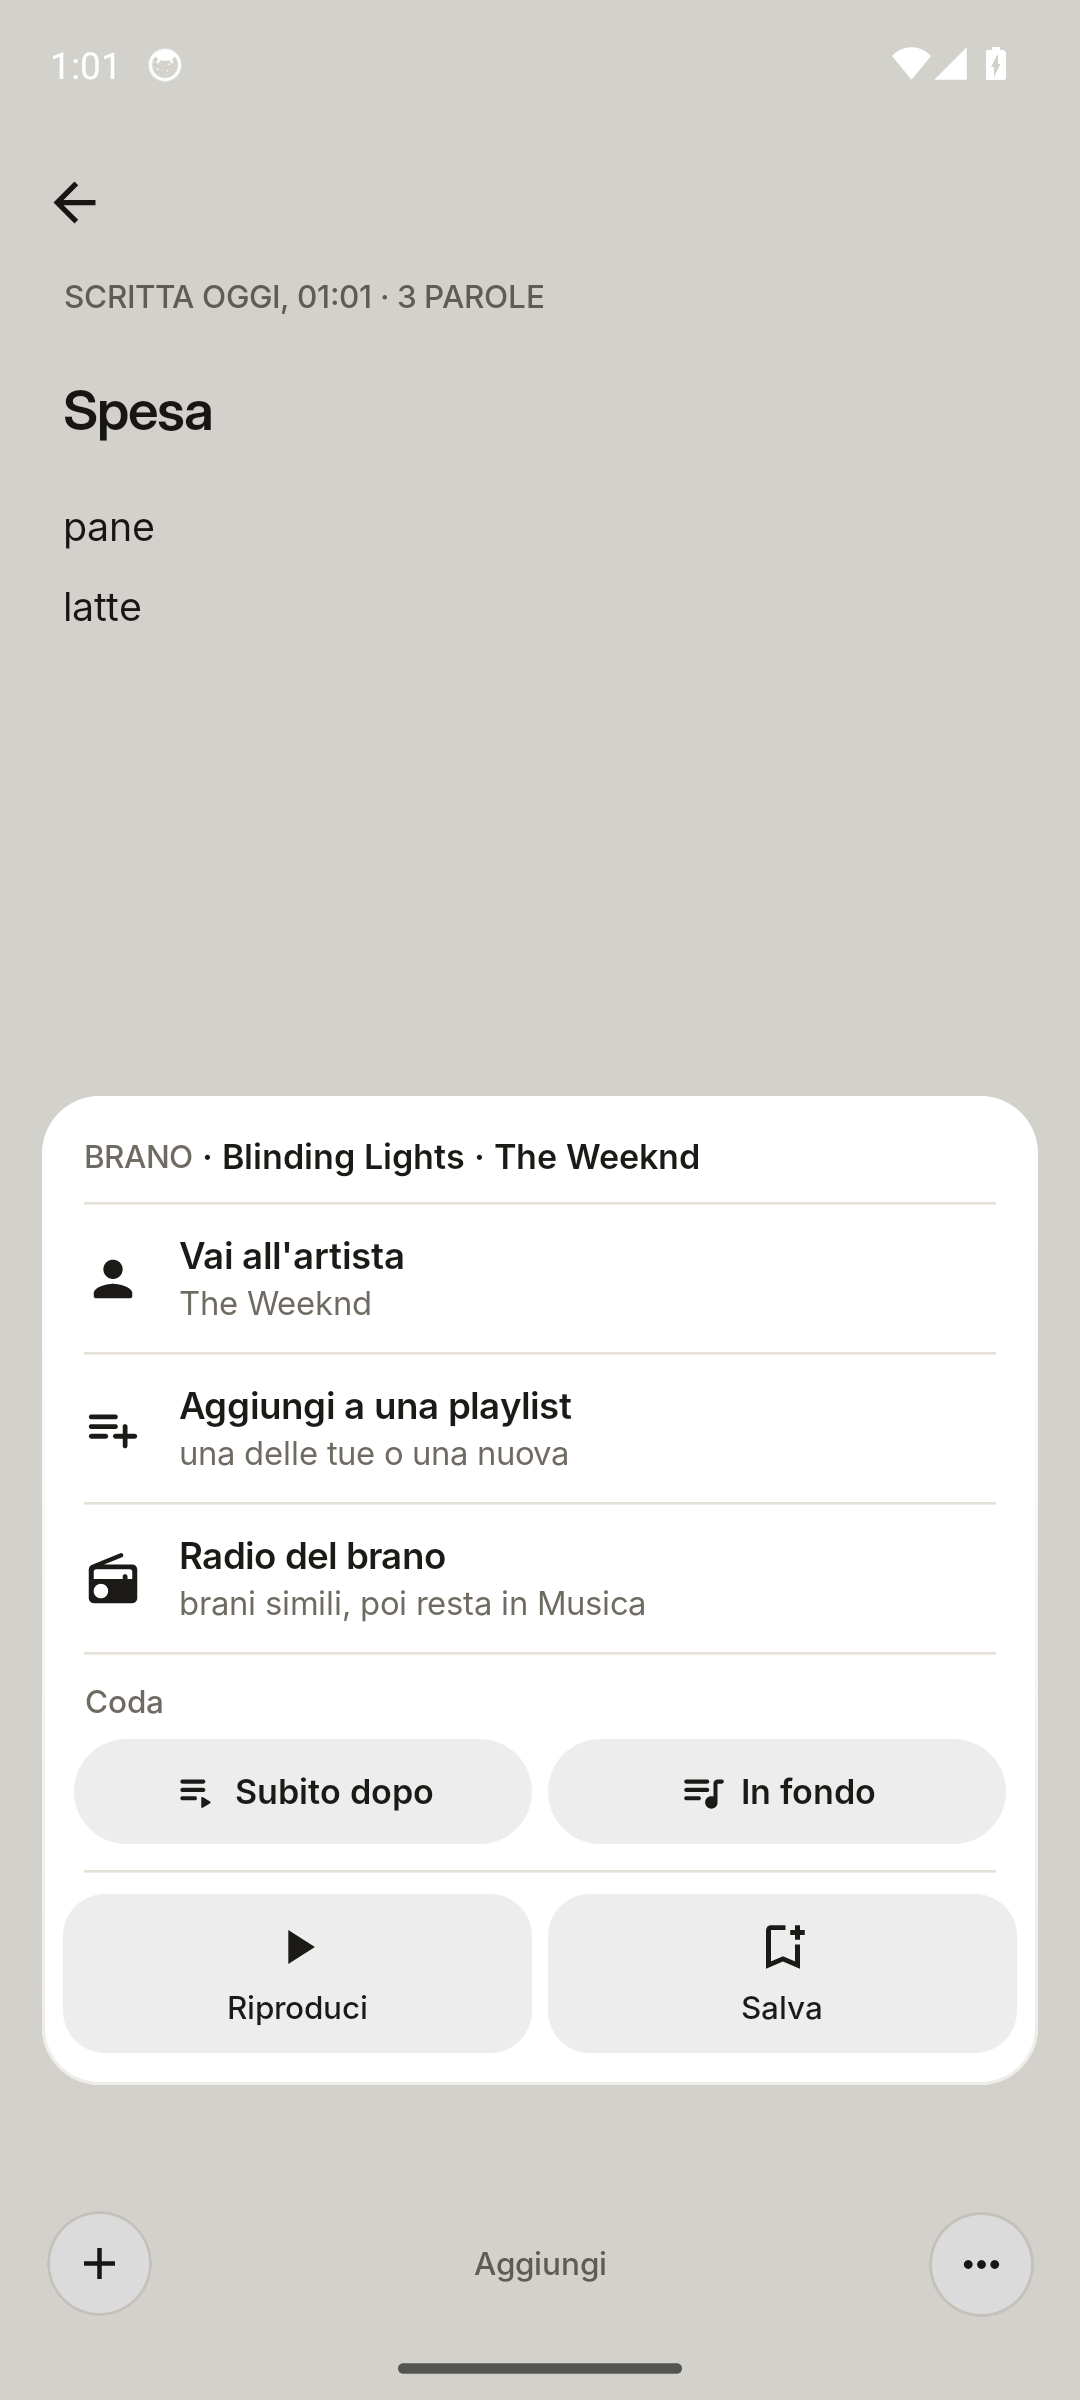 1:01
SCRITTA OGGI, 01:01 · 3 PAROLE
Spesa
pane
latte
BRANO · Blinding Lights · The Weeknd
Vai all'artista
The Weeknd
Aggiungi a una playlist
una delle tue o una nuova
Radio del brano
brani simili, poi resta in Musica
Coda
Subito dopo
In fondo
Riproduci
Salva
Aggiungi